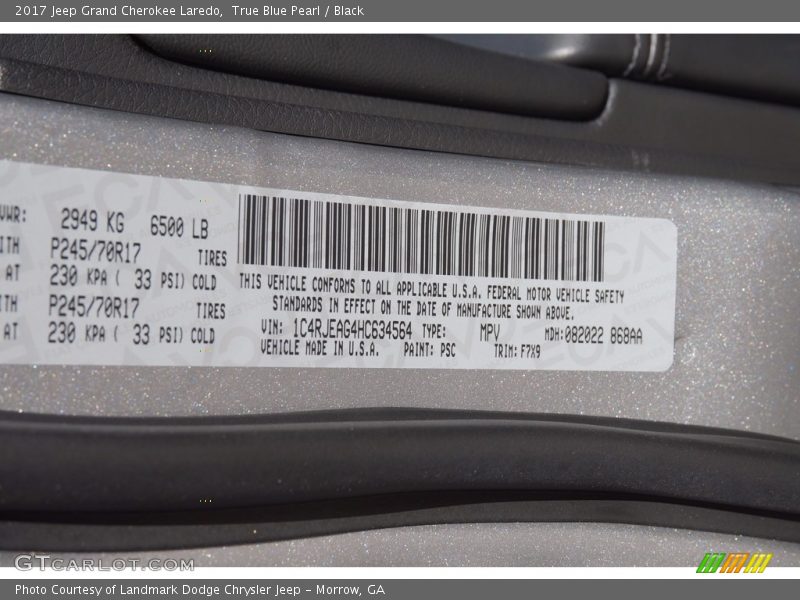 2017 Jeep Grand Cherokee Laredo, True Blue Pearl / Black
VWR: 2949 KG 6500 LB
ITH P245/70R17 TIRES
AT 230 KPA ( 33 PSI) COLD
ITH P245/70R17 TIRES
AT 230 KPA ( 33 PSI) COLD
THIS VEHICLE CONFORMS TO ALL APPLICABLE U.S.A. FEDERAL MOTOR VEHICLE SAFETY
STANDARDS IN EFFECT ON THE DATE OF MANUFACTURE SHOWN ABOVE.
VIN: 1C4RJEAG4HC634564 TYPE: MPV MDH:082022 868AA
VEHICLE MADE IN U.S.A. PAINT: PSC TRIM: F7X9
GTCARLOT.COM
Photo Courtesy of Landmark Dodge Chrysler Jeep – Morrow, GA